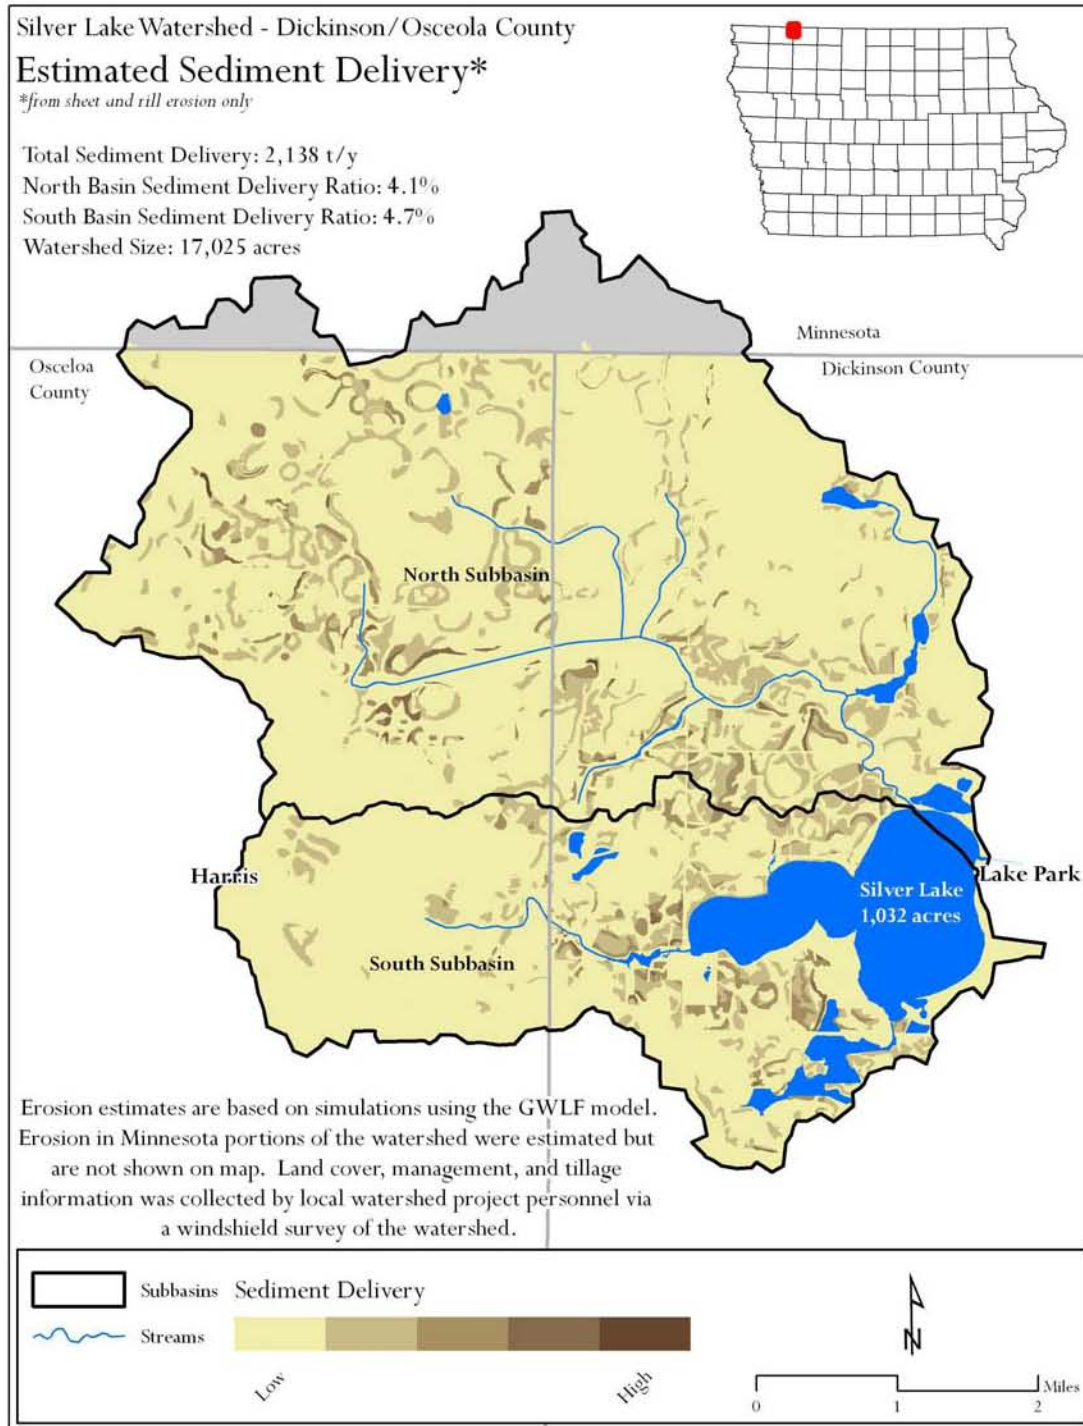 Silver Lake Watershed - Dickinson/Osceola County
Estimated Sediment Delivery*
*from sheet and rill erosion only
Total Sediment Delivery: 2,138 t/y
North Basin Sediment Delivery Ratio: 4.1%
South Basin Sediment Delivery Ratio: 4.7%
Watershed Size: 17,025 acres
Minnesota
Osceloa
County
Dickinson County
North Subbasin
Harris
Lake Park
Silver Lake
1,032 acres
South Subbasin
Erosion estimates are based on simulations using the GWLF model.
Erosion in Minnesota portions of the watershed were estimated but
are not shown on map. Land cover, management, and tillage
information was collected by local watershed project personnel via
a windshield survey of the watershed.
Subbasins
Sediment Delivery
Streams
Low
High
N
Miles
0
1
2